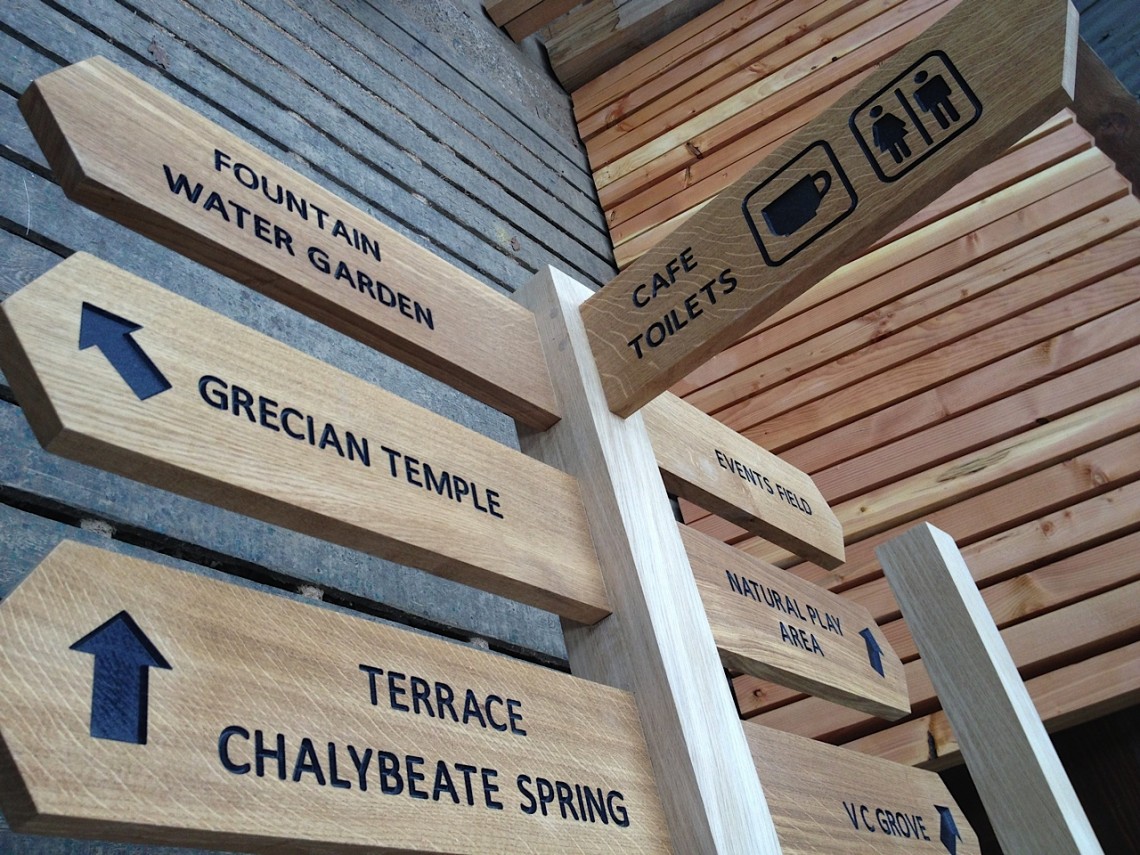 FOUNTAIN
WATER GARDEN
GRECIAN TEMPLE
TERRACE
CHALYBEATE SPRING
CAFE
TOILETS
EVENTS FIELD
NATURAL PLAY
AREA
V C GROVE